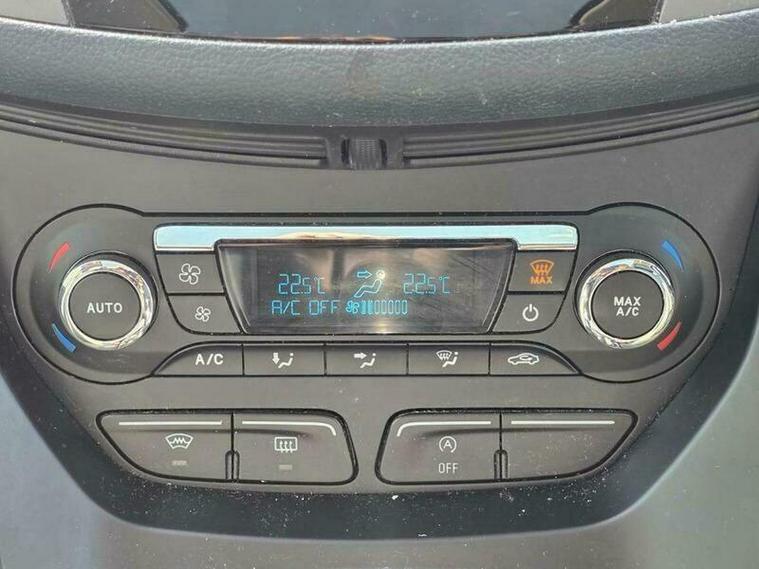 22.5°C 22.5°C
A/C OFF
MAX
AUTO
MAX
A/C
A/C
A
OFF